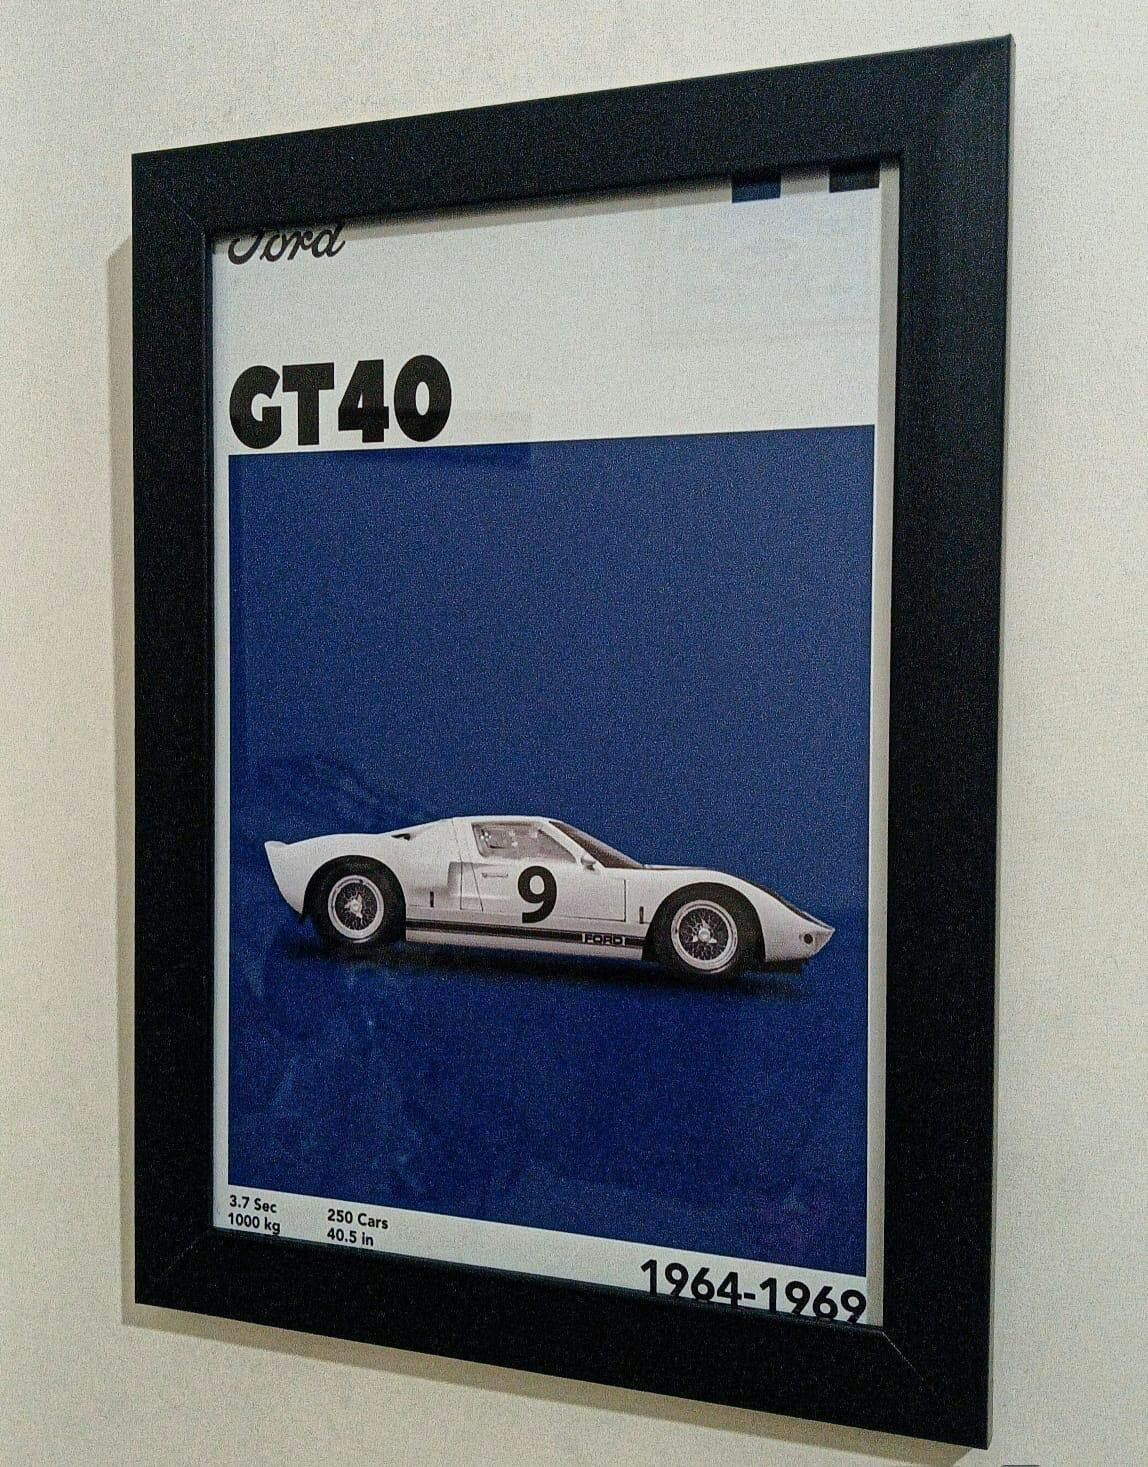 Ford
GT40
9
FORD
3.7 Sec
1000 kg
250 Cars
40.5 in
1964-1969